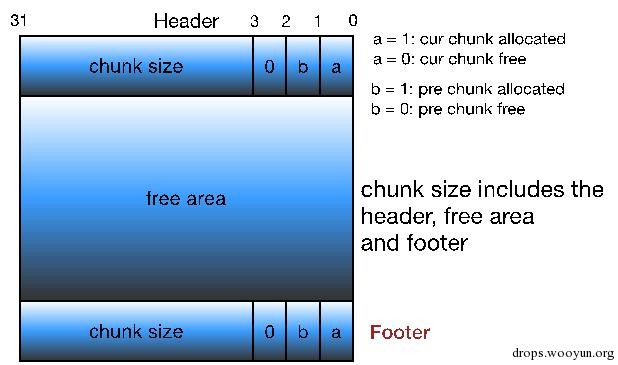 31 Header 3 2 1 0
chunk size 0 b a
a = 1: cur chunk allocated
a = 0: cur chunk free
b = 1: pre chunk allocated
b = 0: pre chunk free
free area
chunk size includes the
header, free area
and footer
chunk size 0 b a
Footer
drops.wooyun.org